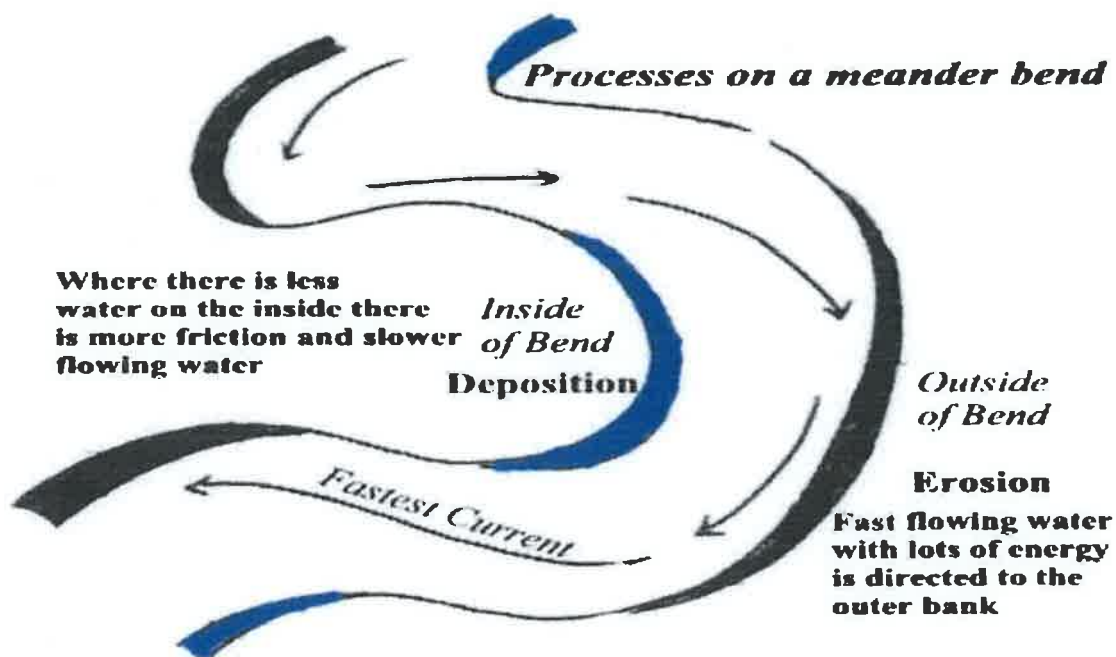 Processes on a meander bend
Where there is less
water on the inside there
is more friction and slower
flowing water
Inside
of Bend
Deposition
Outside
of Bend
Erosion
Fast flowing water
with lots of energy
is directed to the
outer bank
Fastest Current